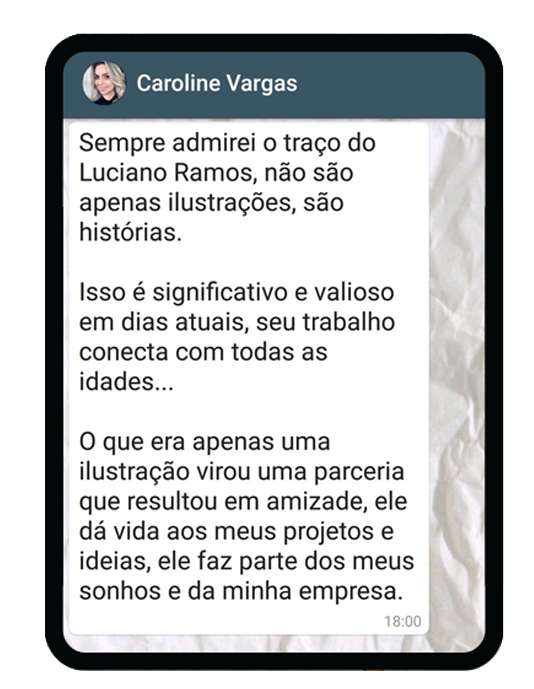 Caroline Vargas
Sempre admirei o traço do
Luciano Ramos, não são
apenas ilustrações, são
histórias.
Isso é significativo e valioso
em dias atuais, seu trabalho
conecta com todas as
idades...
O que era apenas uma
ilustração virou uma parceria
que resultou em amizade, ele
dá vida aos meus projetos e
ideias, ele faz parte dos meus
sonhos e da minha empresa.
18:00